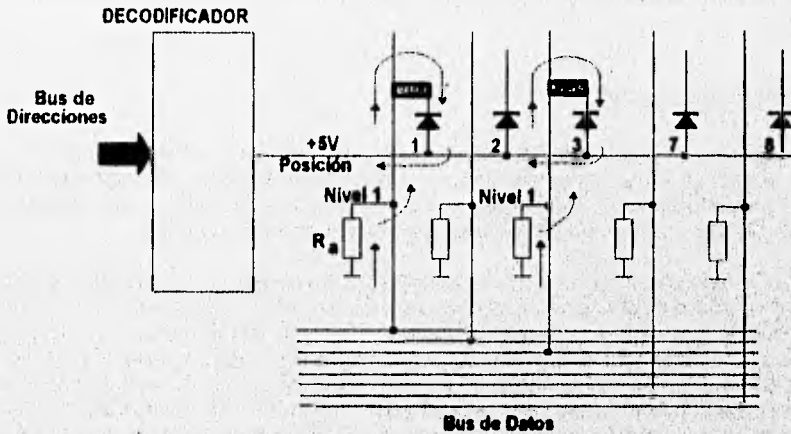 DECODIFICADOR
Bus de
Direcciones
+5V
Posición
1
2
3
7
8
Nivel 1
Nivel 1
R a
Bus de Datos